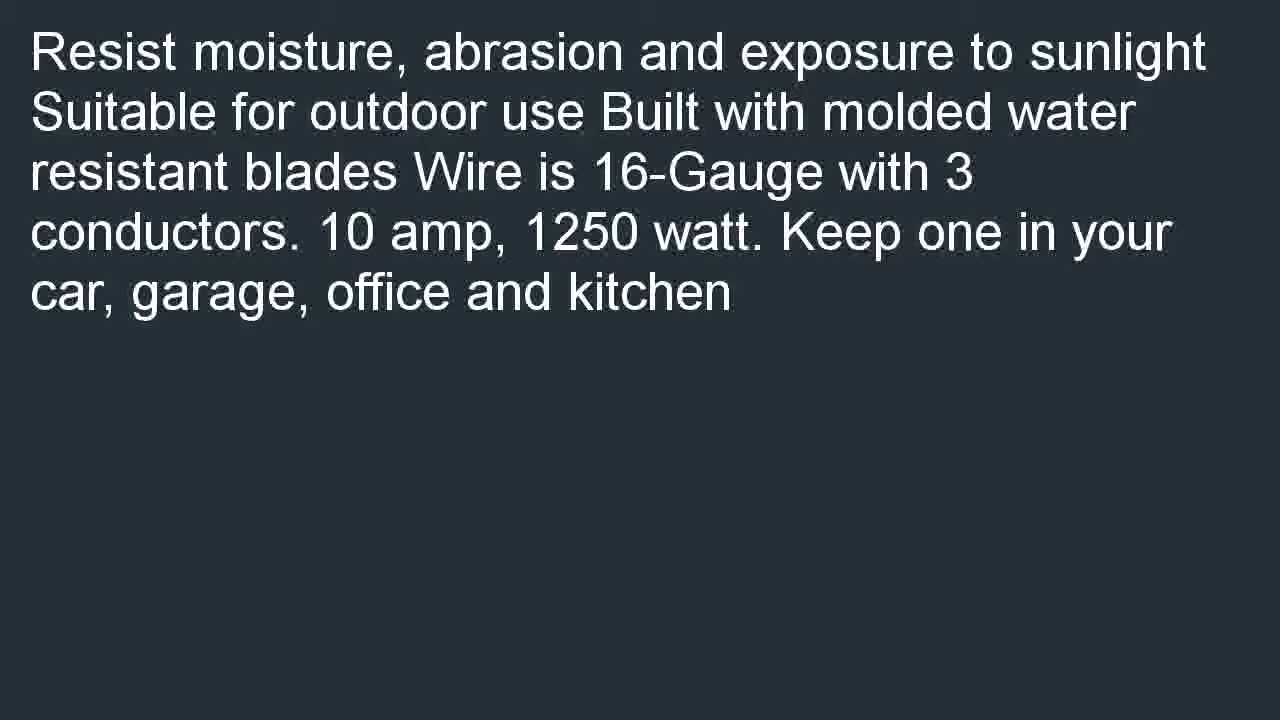 Resist moisture, abrasion and exposure to sunlight
Suitable for outdoor use Built with molded water
resistant blades Wire is 16-Gauge with 3
conductors. 10 amp, 1250 watt. Keep one in your
car, garage, office and kitchen